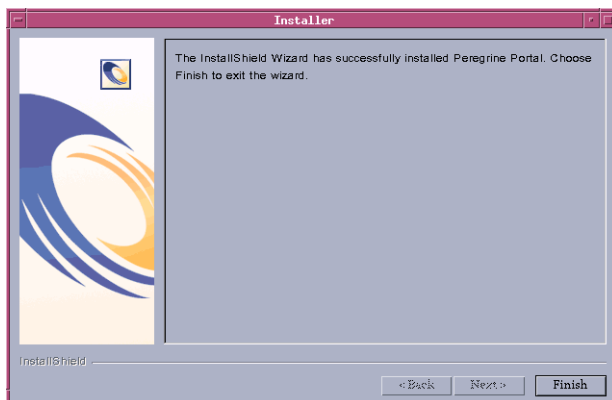 Installer
The InstallShield Wizard has successfully installed Peregrine Portal. Choose
Finish to exit the wizard.
InstallShield
< Back
Next >
Finish